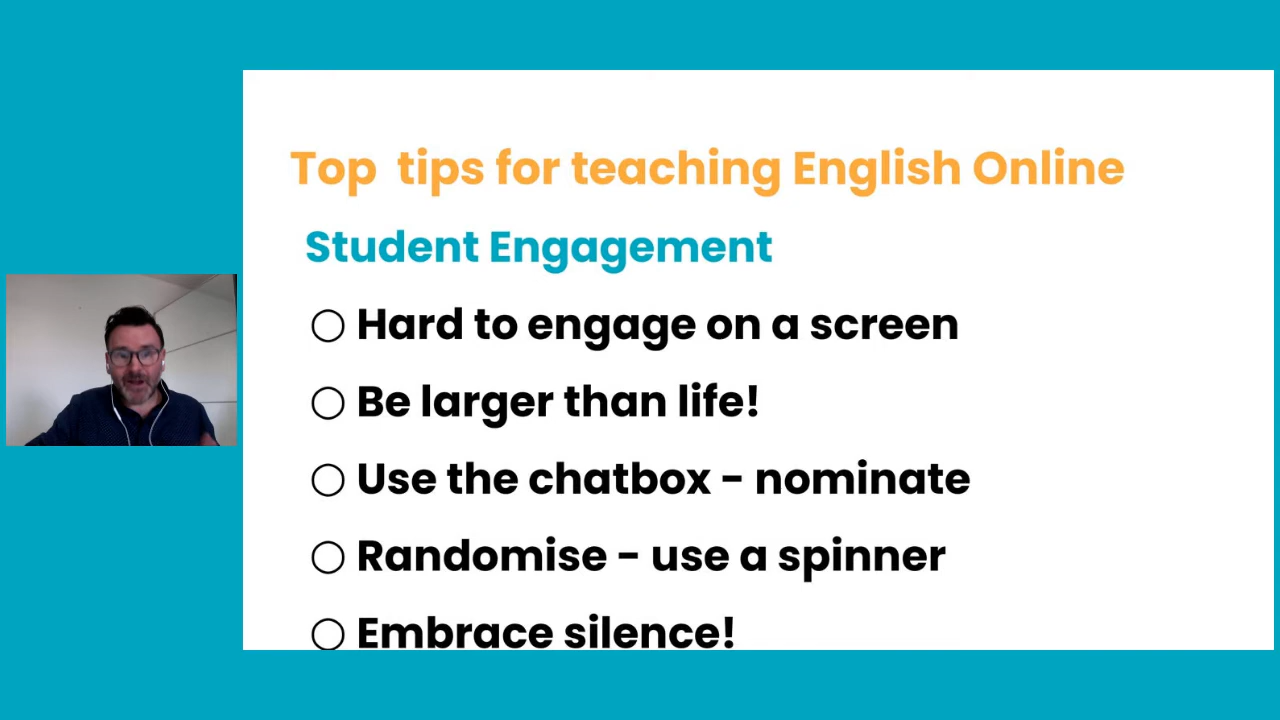 Top tips for teaching English Online
Student Engagement
Hard to engage on a screen
Be larger than life!
Use the chatbox - nominate
Randomise - use a spinner
Embrace silence!